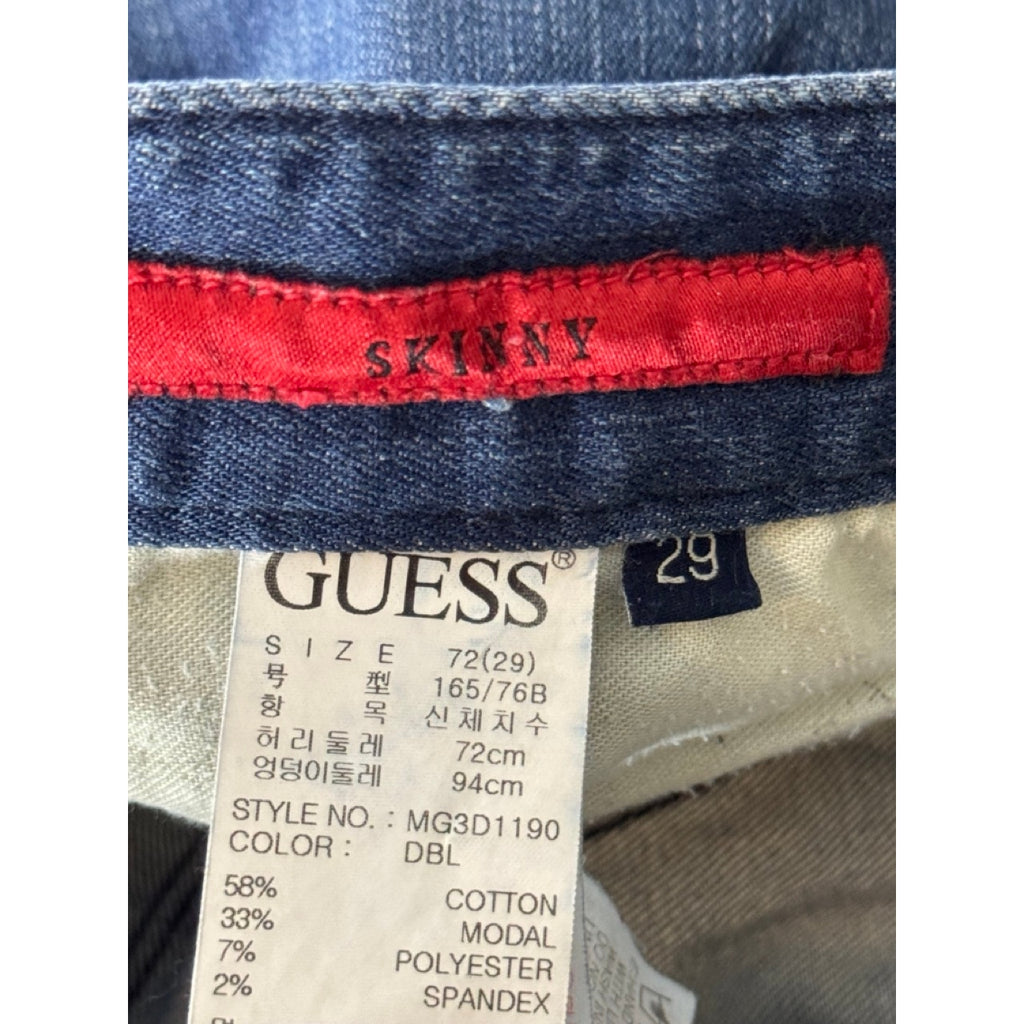 SKINNY
29
GUESS®
SIZE 72(29)
号 型 165/76B
항 목 신체치수
허리둘레 72cm
엉덩이둘레 94cm
STYLE NO. : MG3D1190
COLOR : DBL
58% COTTON
33% MODAL
7% POLYESTER
2% SPANDEX